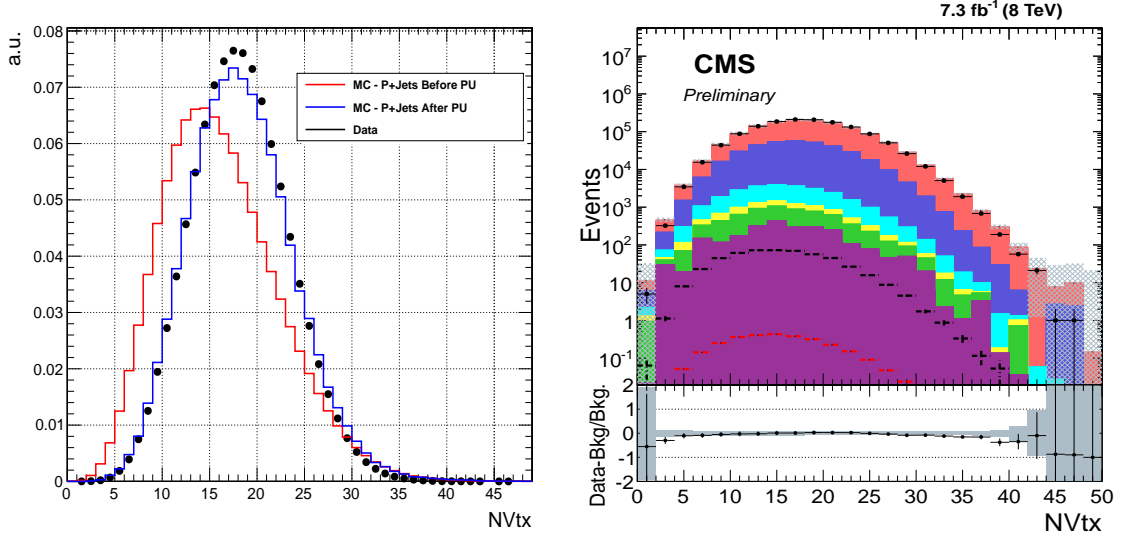 a.u.
0.08
0.07
0.06
0.05
0.04
0.03
0.02
0.01
0
0 5 10 15 20 25 30 35 40 45
NVtx
MC - P+Jets Before PU
MC - P+Jets After PU
Data
7.3 fb⁻¹ (8 TeV)
CMS
Preliminary
Events
10⁷
10⁶
10⁵
10⁴
10³
10²
10
1
10⁻¹
Data-Bkg/Bkg.
2
1
0
-1
-2
0 5 10 15 20 25 30 35 40 45 50
NVtx